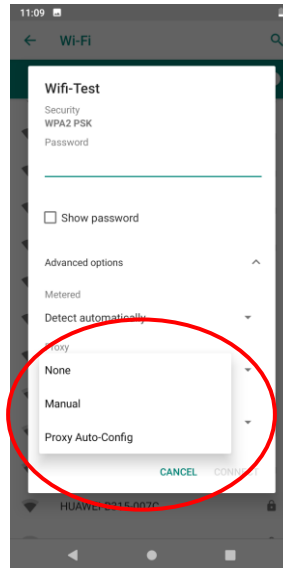 11:09
Wi-Fi
Wifi-Test
Security
WPA2 PSK
Password
Show password
Advanced options
Metered
Detect automatically
Proxy
None
Manual
Proxy Auto-Config
CANCEL CONNECT
HUAWEI-B315-007C